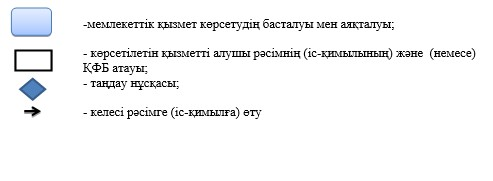 -мемлекеттік қызмет көрсетудің басталуы мен аяқталуы;
- көрсетілетін қызметті алушы рәсімнің (іс-қимылының) және (немесе)
ҚФБ атауы;
- таңдау нұсқасы;
- келесі рәсімге (іс-қимылға) өту